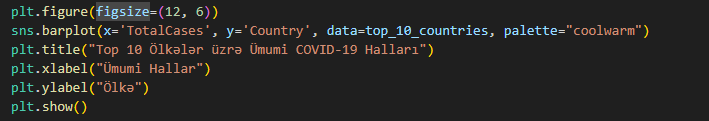 plt.figure(figsize=(12, 6))
sns.barplot(x='TotalCases', y='Country', data=top_10_countries, palette="coolwarm")
plt.title("Top 10 Ölkələr üzrə Ümumi COVID-19 Halları")
plt.xlabel("Ümumi Hallar")
plt.ylabel("Ölkə")
plt.show()